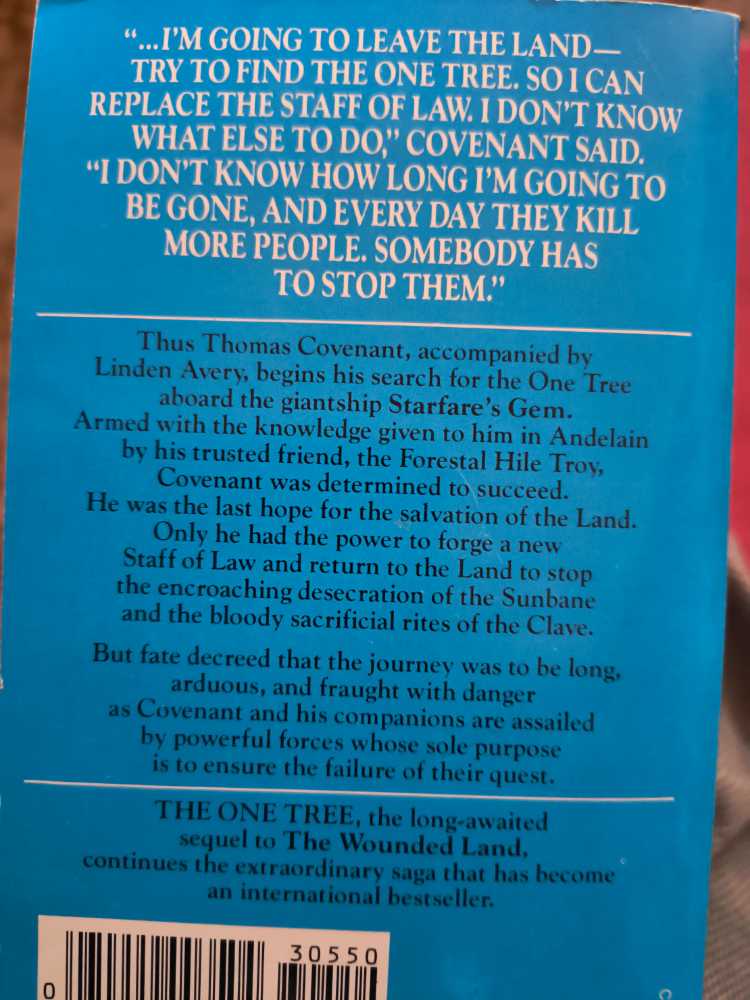 “...I’M GOING TO LEAVE THE LAND—
TRY TO FIND THE ONE TREE. SO I CAN
REPLACE THE STAFF OF LAW. I DON’T KNOW
WHAT ELSE TO DO,” COVENANT SAID.
“I DON’T KNOW HOW LONG I’M GOING TO
BE GONE, AND EVERY DAY THEY KILL
MORE PEOPLE. SOMEBODY HAS
TO STOP THEM.”
Thus Thomas Covenant, accompanied by
Linden Avery, begins his search for the One Tree
aboard the giantship Starfare’s Gem.
Armed with the knowledge given to him in Andelain
by his trusted friend, the Forestal Hile Troy,
Covenant was determined to succeed.
He was the last hope for the salvation of the Land.
Only he had the power to forge a new
Staff of Law and return to the Land to stop
the encroaching desecration of the Sunbane
and the bloody sacrificial rites of the Clave.
But fate decreed that the journey was to be long,
arduous, and fraught with danger
as Covenant and his companions are assailed
by powerful forces whose sole purpose
is to ensure the failure of their quest.
THE ONE TREE, the long-awaited
sequel to The Wounded Land,
continues the extraordinary saga that has become
an international bestseller.
30550
0